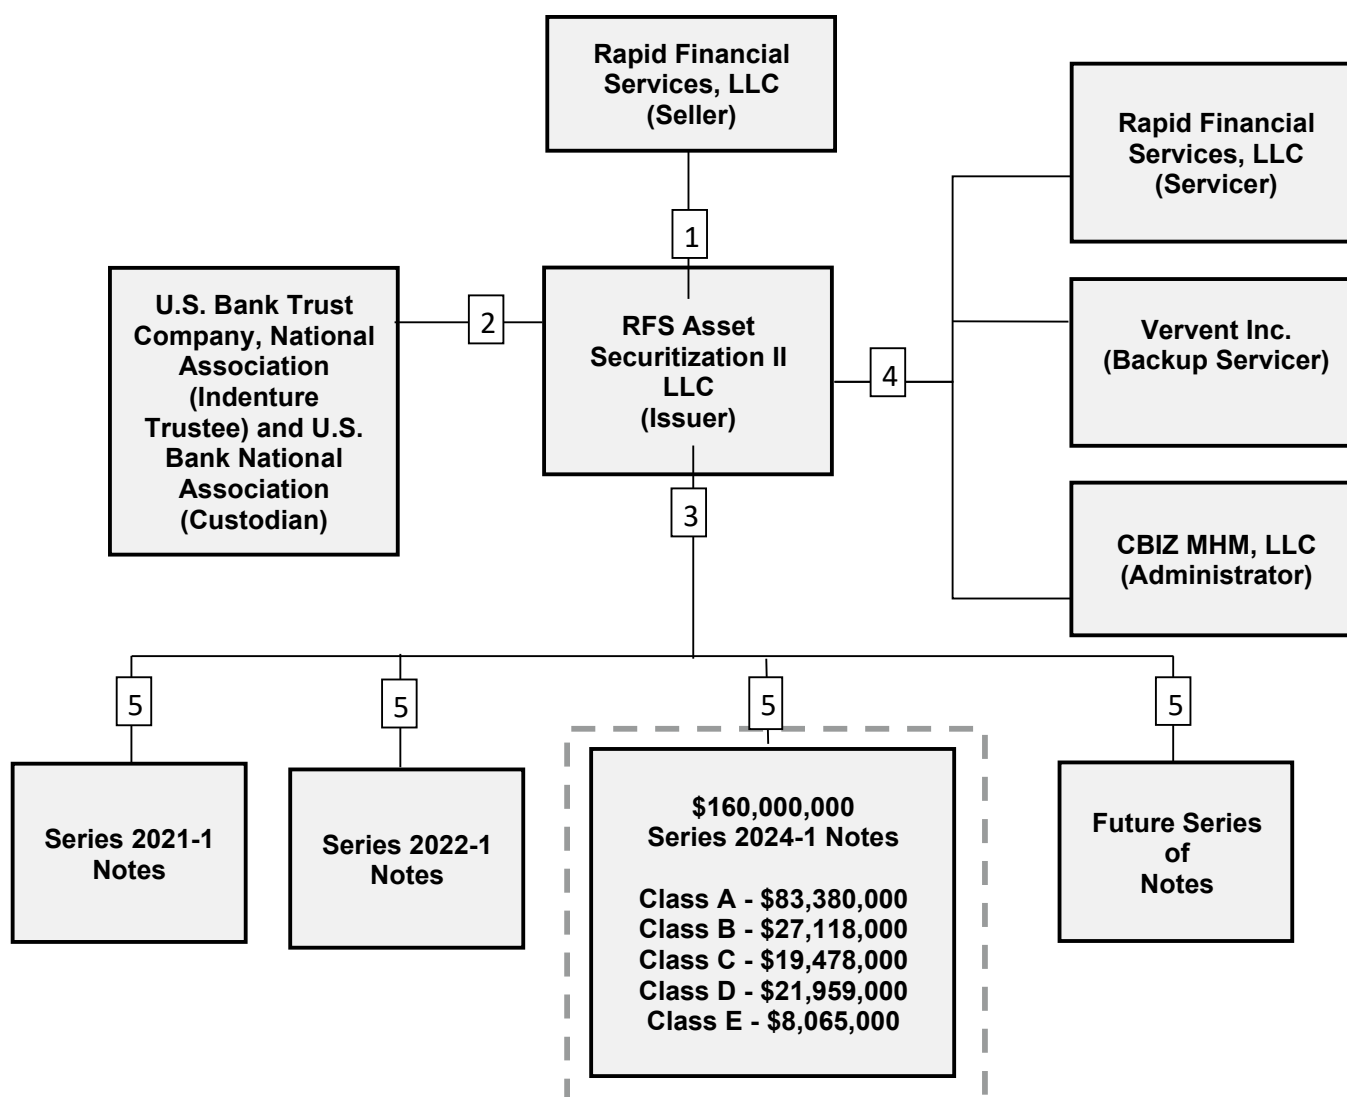 Rapid Financial
Services, LLC
(Seller)
Rapid Financial
Services, LLC
(Servicer)
1
U.S. Bank Trust
Company, National
Association
(Indenture
Trustee) and U.S.
Bank National
Association
(Custodian)
2
RFS Asset
Securitization II
LLC
(Issuer)
4
Vervent Inc.
(Backup Servicer)
3
CBIZ MHM, LLC
(Administrator)
5
5
5
5
Series 2021-1
Notes
Series 2022-1
Notes
$160,000,000
Series 2024-1 Notes
Class A - $83,380,000
Class B - $27,118,000
Class C - $19,478,000
Class D - $21,959,000
Class E - $8,065,000
Future Series
of
Notes